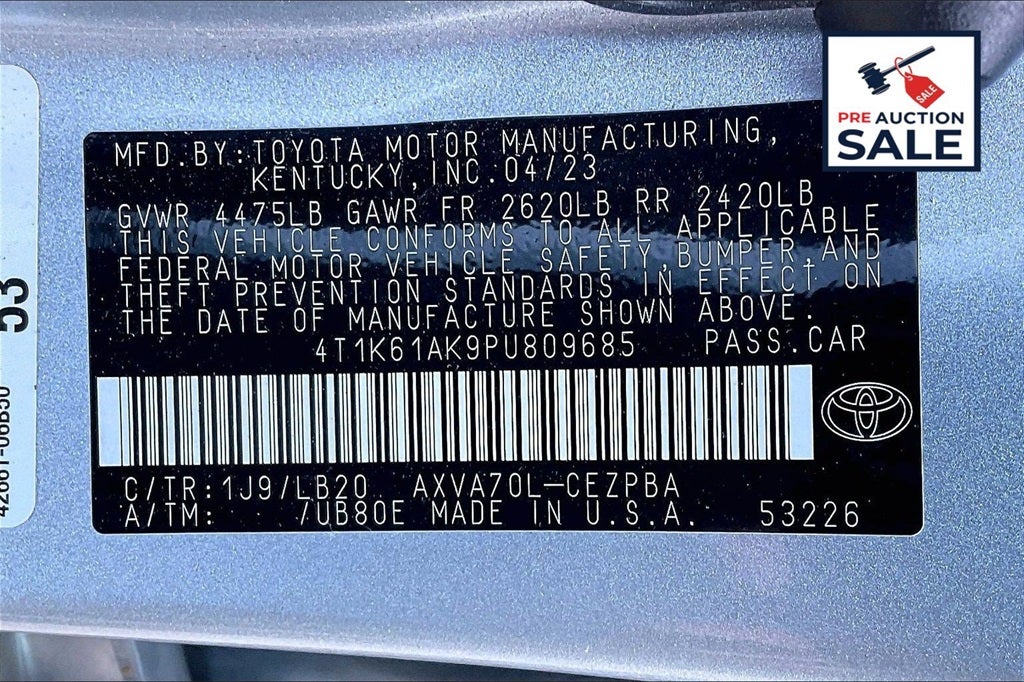 PRE AUCTION
SALE
SALE
MFD.BY:TOYOTA MOTOR MANUFACTURING,
KENTUCKY,INC.04/23
GVWR 4475LB GAWR FR 2620LB RR 2420LB
THIS VEHICLE CONFORMS TO ALL APPLICABLE
FEDERAL MOTOR VEHICLE SAFETY,BUMPER,AND
THEFT PREVENTION STANDARDS IN EFFECT ON
THE DATE OF MANUFACTURE SHOWN ABOVE.
4T1K61AK9PU809685 PASS.CAR
C/TR:1J9/LB20 AXVA70L-CEZPBA
A/TM: /UB80E MADE IN U.S.A. 53226
53